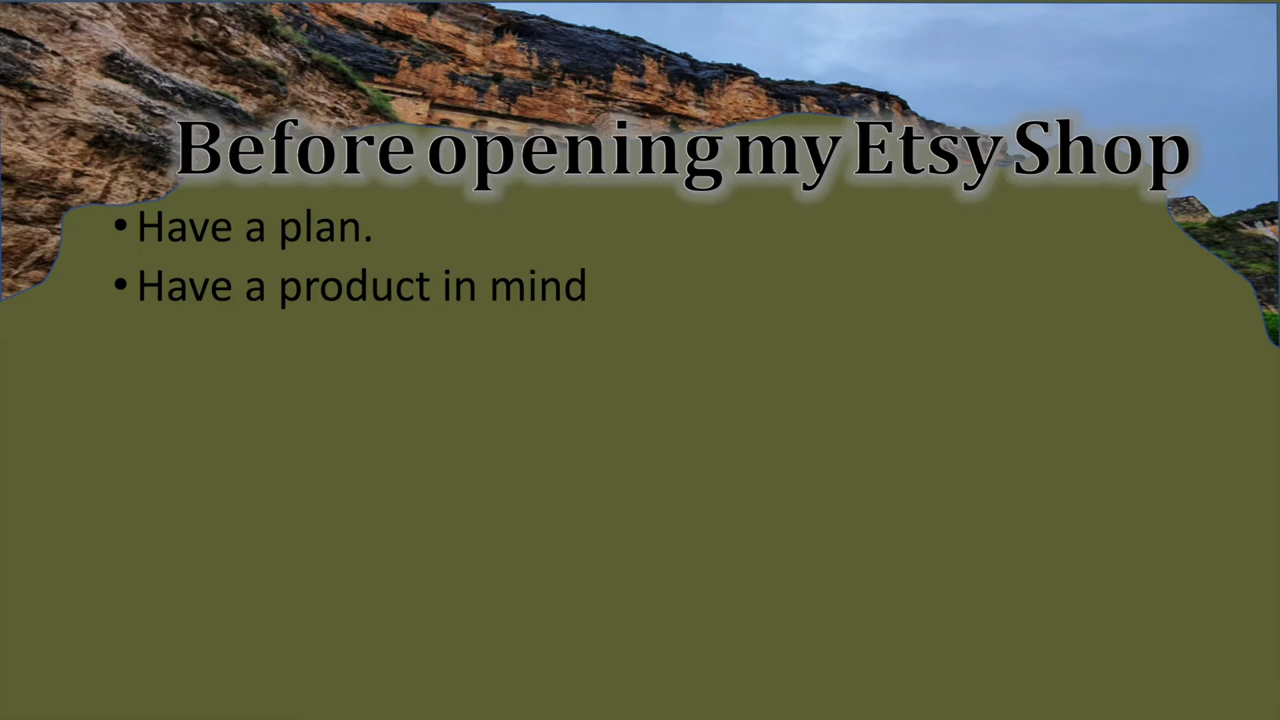 Before opening my Etsy Shop
• Have a plan.
• Have a product in mind